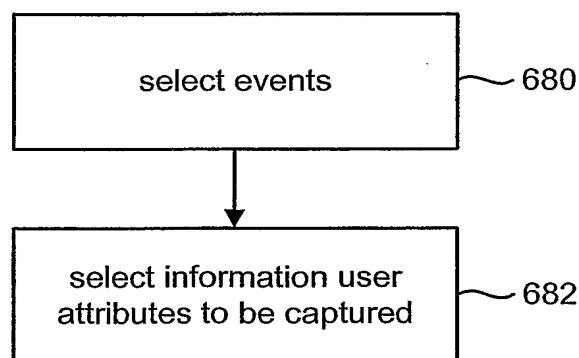 select events
680
select information user
attributes to be captured
682